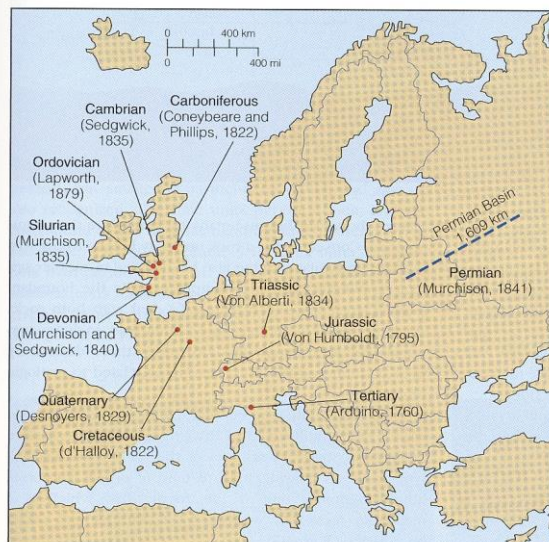 0 400 km
0 400 mi
Cambrian
(Sedgwick,
1835)
Carboniferous
(Coneybeare and
Phillips, 1822)
Ordovician
(Lapworth,
1879)
Silurian
(Murchison,
1835)
Devonian
(Murchison and
Sedgwick, 1840)
Permian Basin
1 609 km
Permian
(Murchison, 1841)
Triassic
(Von Alberti, 1834)
Jurassic
(Von Humboldt, 1795)
Quaternary
(Desnoyers, 1829)
Cretaceous
(d'Halloy, 1822)
Tertiary
(Arduino, 1760)